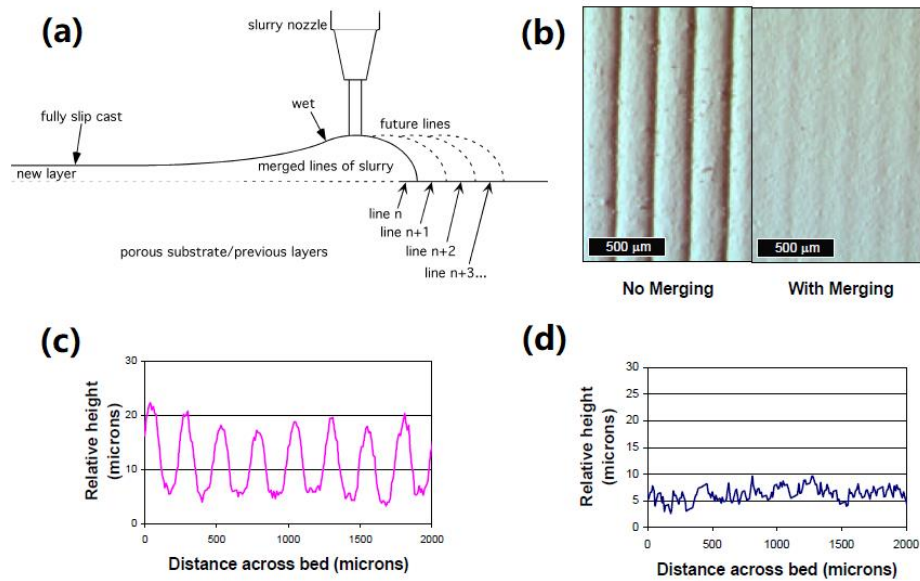 (a)
slurry nozzle
wet
fully slip cast
future lines
new layer
merged lines of slurry
line n
line n+1
line n+2
line n+3...
porous substrate/previous layers
(b)
500 μm
500 μm
No Merging
With Merging
(c)
Relative height
(microns)
30
20
10
0
0 500 1000 1500 2000
Distance across bed (microns)
(d)
Relative height
(microns)
30
25
20
15
10
5
0
0 500 1000 1500 2000
Distance across bed (microns)